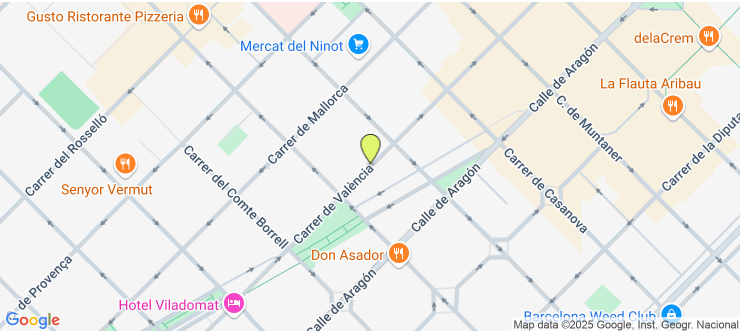 Gusto Ristorante Pizzeria
Mercat del Ninot
delaCrem
Calle de Aragón
La Flauta Aribau
C. de Muntaner
Carrer de Mallorca
Carrer del Rosselló
Carrer de la Diputa
Senyor Vermut
Carrer del Comte Borrell
Carrer de València
Carrer de Casanova
Calle de Aragón
Don Asador
de Provença
Calle de Aragón
Hotel Viladomat
Barcelona Weed Club
Google
Map data ©2025 Google, Inst. Geogr. Nacional